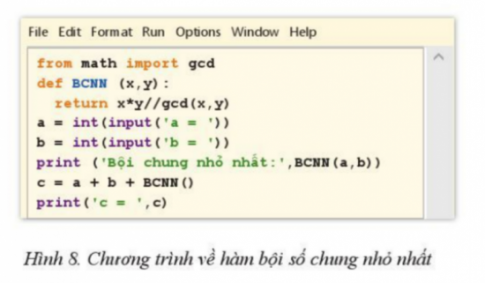 File Edit Format Run Options Window Help
from math import gcd
def BCNN (x,y):
return x*y//gcd(x,y)
a = int(input('a = '))
b = int(input('b = '))
print ('Bội chung nhỏ nhất:',BCNN(a,b))
c = a + b + BCNN()
print('c = ',c)
Hình 8. Chương trình về hàm bội số chung nhỏ nhất